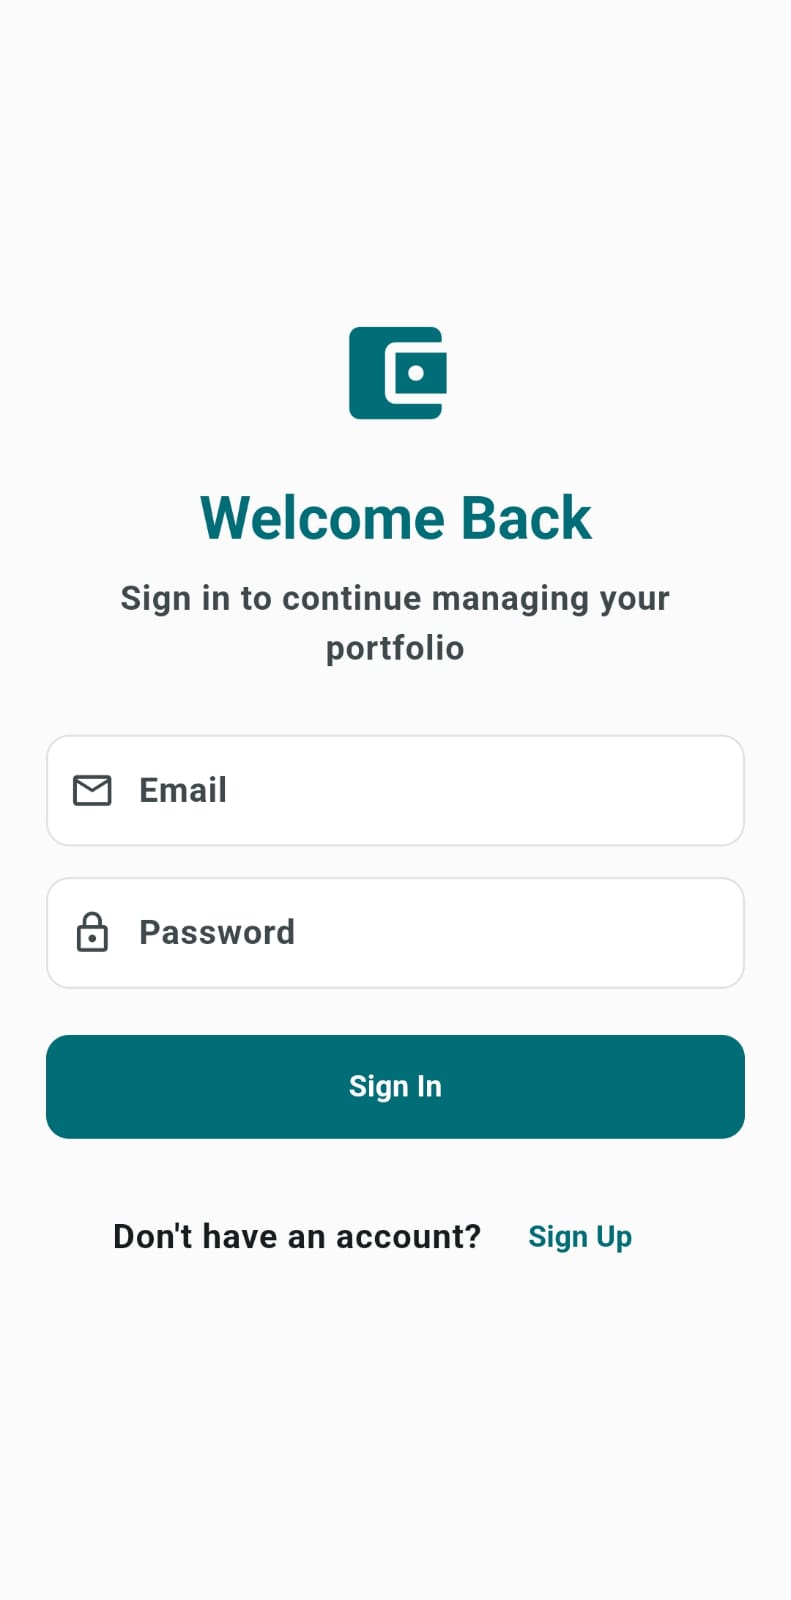 Welcome Back
Sign in to continue managing your
portfolio
Email
Password
Sign In
Don't have an account? Sign Up